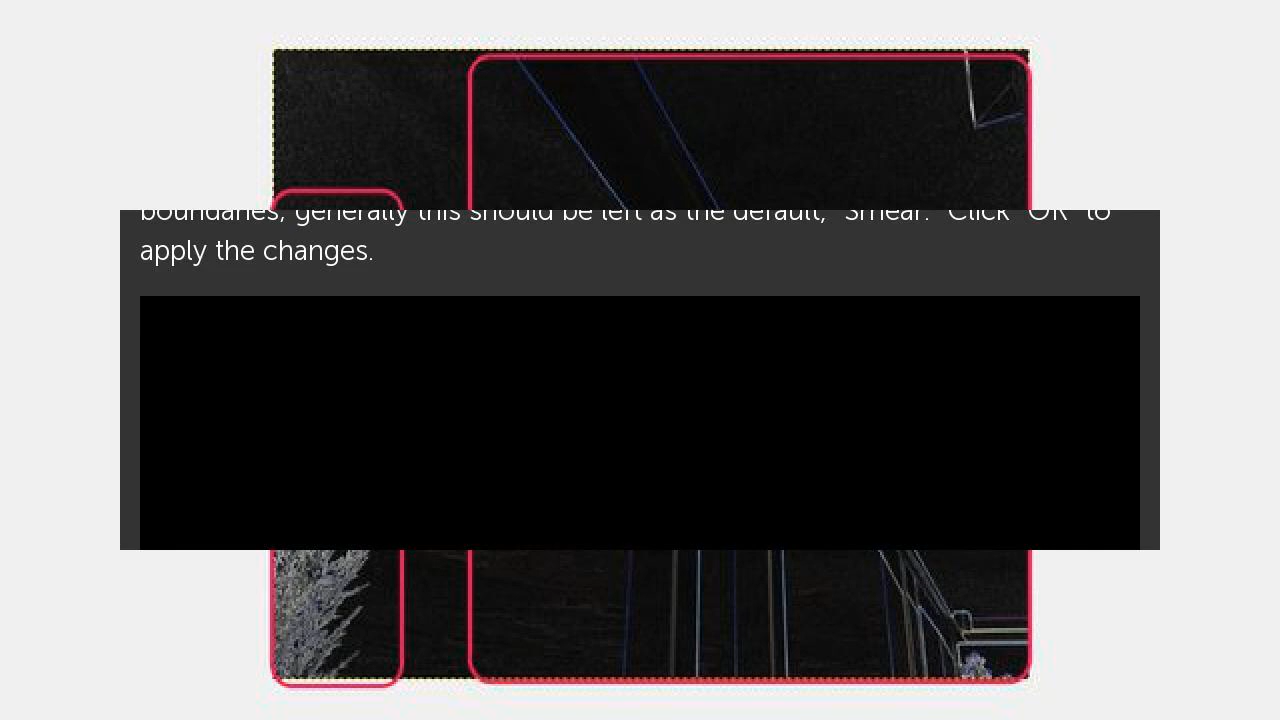 boundaries; generally this should be left as the default, "Smear." Click "OK" to
apply the changes.